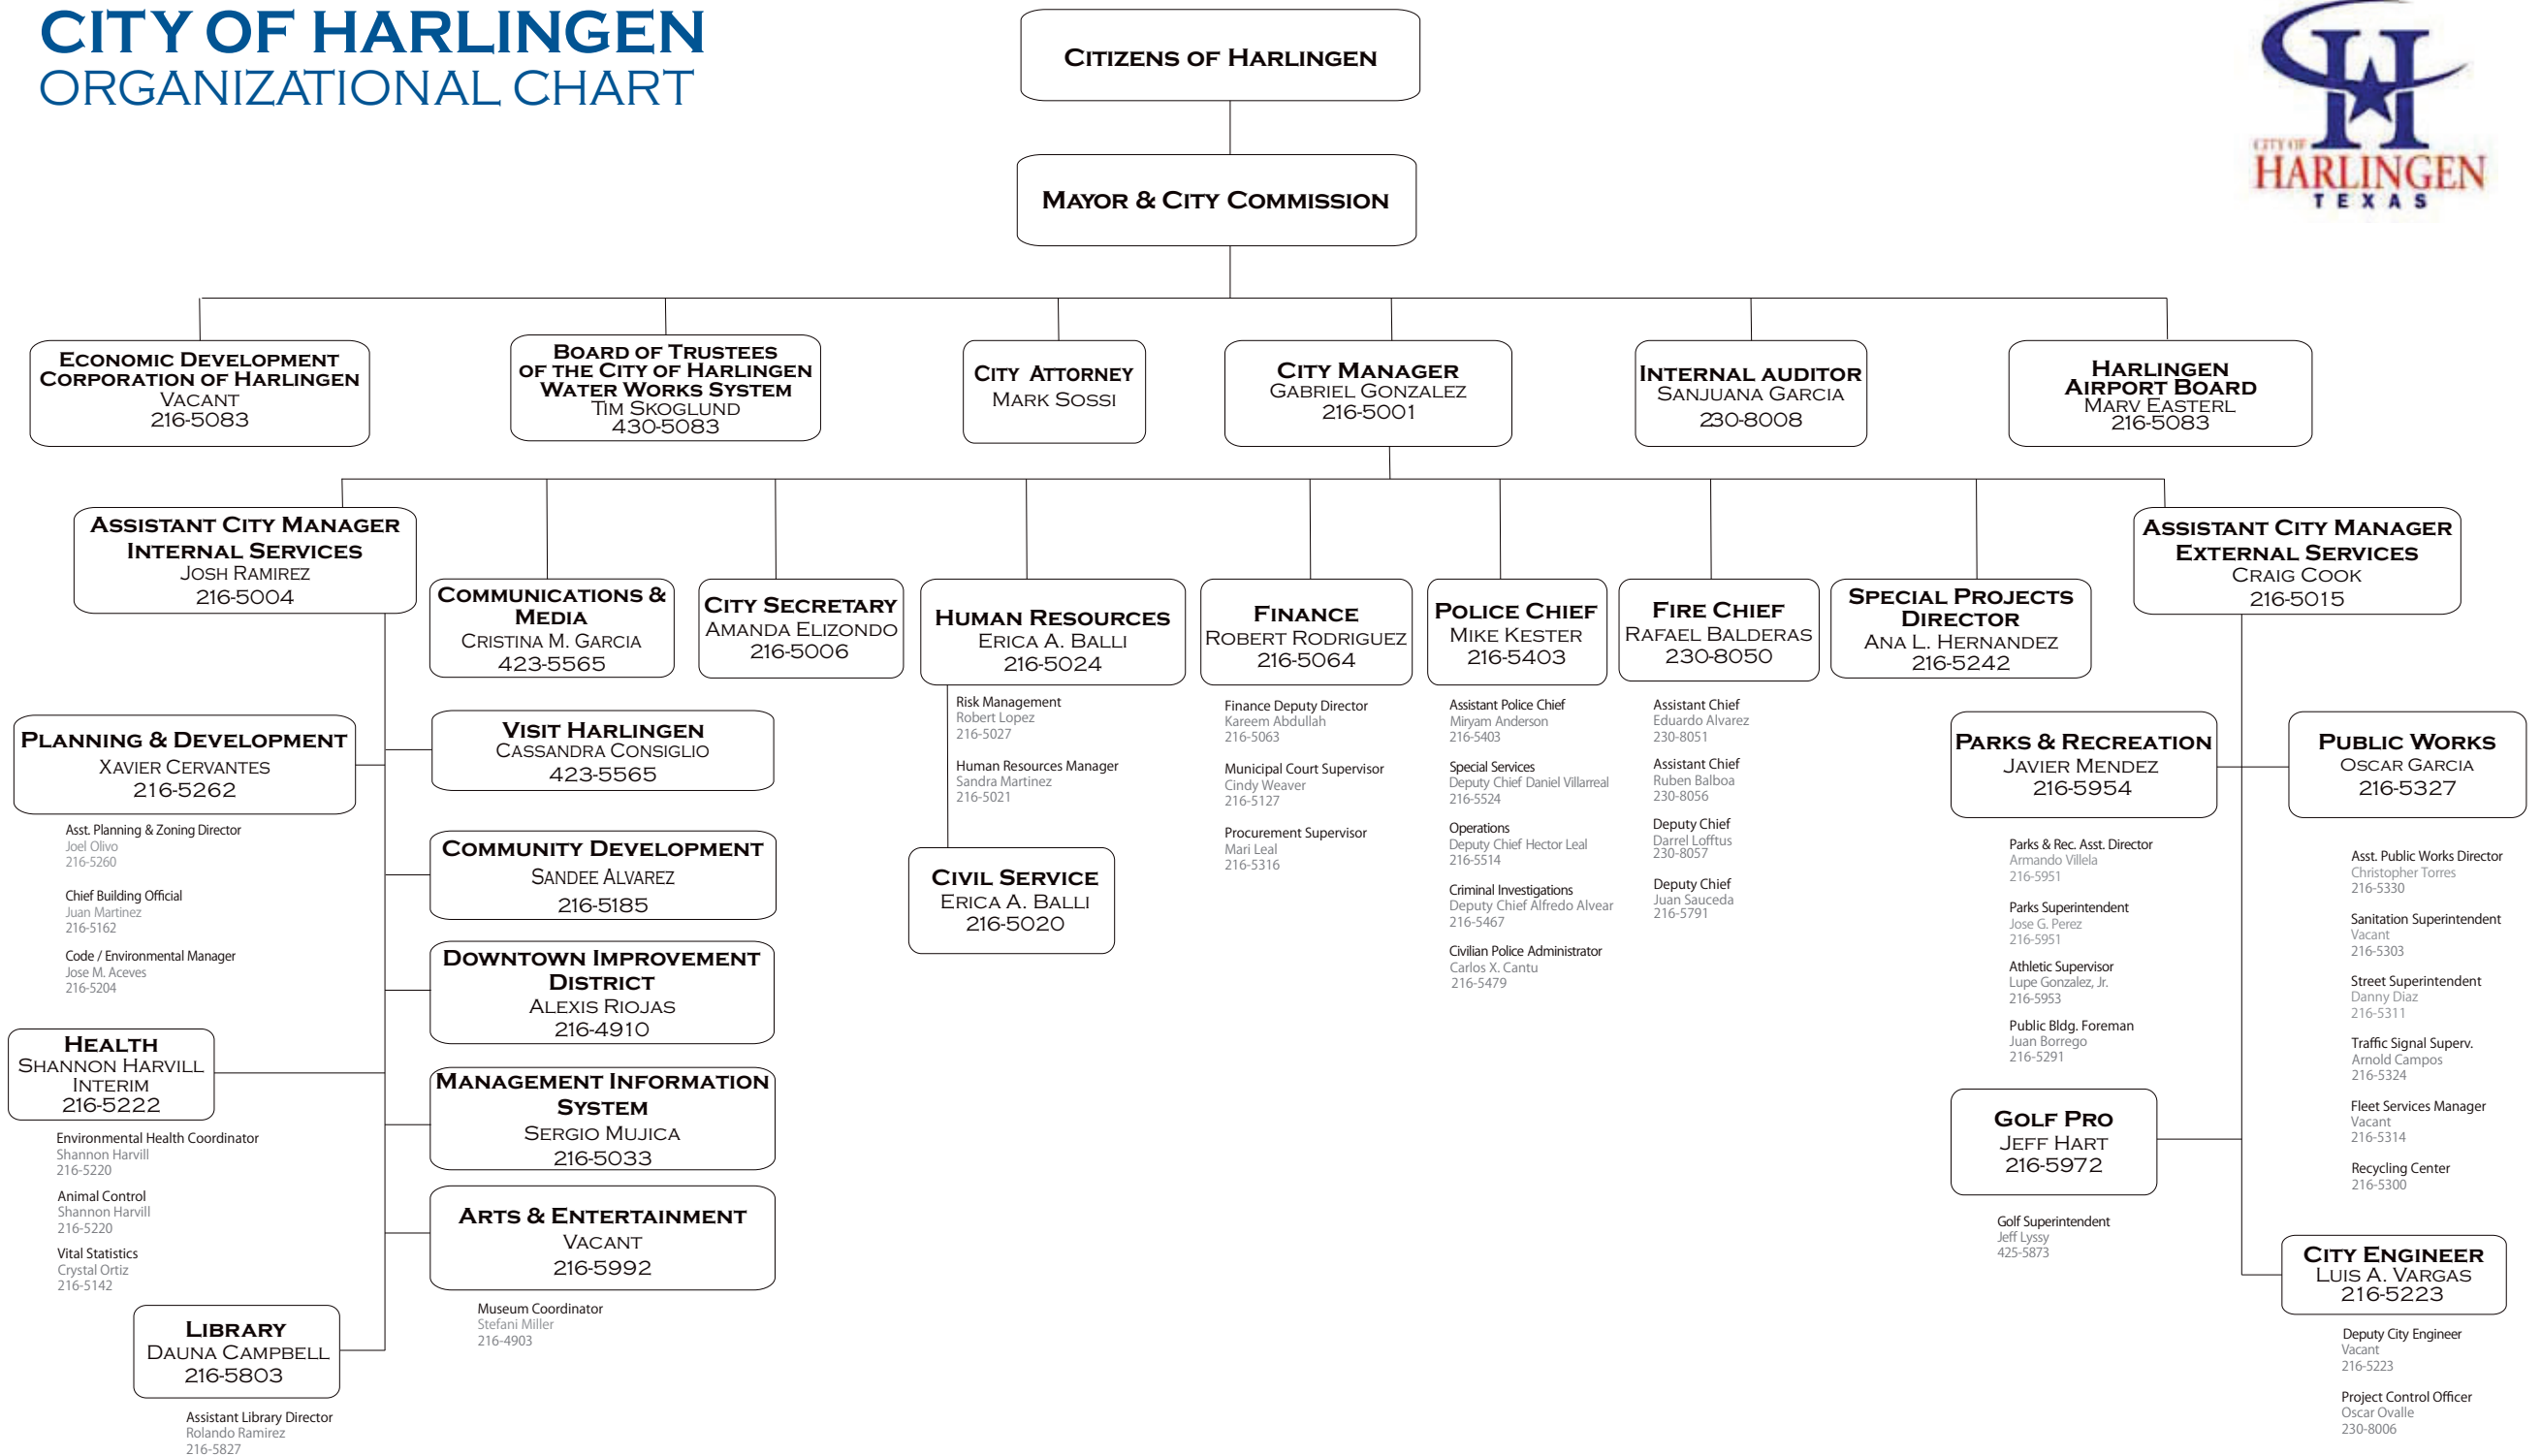 CITY OF HARLINGEN
ORGANIZATIONAL CHART
CITY OF
HARLINGEN
TEXAS
CITIZENS OF HARLINGEN
MAYOR & CITY COMMISSION
ECONOMIC DEVELOPMENT
CORPORATION OF HARLINGEN
VACANT
216-5083
BOARD OF TRUSTEES
OF THE CITY OF HARLINGEN
WATER WORKS SYSTEM
TIM SKOGLUND
430-5083
CITY ATTORNEY
MARK SOSSI
CITY MANAGER
GABRIEL GONZALEZ
216-5001
INTERNAL AUDITOR
SANJUANA GARCIA
230-8008
HARLINGEN
AIRPORT BOARD
MARV EASTERL
216-5083
ASSISTANT CITY MANAGER
INTERNAL SERVICES
JOSH RAMIREZ
216-5004
COMMUNICATIONS &
MEDIA
CRISTINA M. GARCIA
423-5565
CITY SECRETARY
AMANDA ELIZONDO
216-5006
HUMAN RESOURCES
ERICA A. BALLI
216-5024
FINANCE
ROBERT RODRIGUEZ
216-5064
POLICE CHIEF
MIKE KESTER
216-5403
FIRE CHIEF
RAFAEL BALDERAS
230-8050
SPECIAL PROJECTS
DIRECTOR
ANA L. HERNANDEZ
216-5242
ASSISTANT CITY MANAGER
EXTERNAL SERVICES
CRAIG COOK
216-5015
PLANNING & DEVELOPMENT
XAVIER CERVANTES
216-5262
Asst. Planning & Zoning Director
Joel Olivo
216-5260
Chief Building Official
Juan Martinez
216-5162
Code / Environmental Manager
Jose M. Aceves
216-5204
HEALTH
SHANNON HARVILL
INTERIM
216-5222
Environmental Health Coordinator
Shannon Harvill
216-5220
Animal Control
Shannon Harvill
216-5220
Vital Statistics
Crystal Ortiz
216-5142
LIBRARY
DAUNA CAMPBELL
216-5803
Assistant Library Director
Rolando Ramirez
216-5827
VISIT HARLINGEN
CASSANDRA CONSIGLIO
423-5565
COMMUNITY DEVELOPMENT
SANDEE ALVAREZ
216-5185
DOWNTOWN IMPROVEMENT
DISTRICT
ALEXIS RIOJAS
216-4910
MANAGEMENT INFORMATION
SYSTEM
SERGIO MUJICA
216-5033
ARTS & ENTERTAINMENT
VACANT
216-5992
Museum Coordinator
Stefani Miller
216-4903
Risk Management
Robert Lopez
216-5027
Human Resources Manager
Sandra Martinez
216-5021
CIVIL SERVICE
ERICA A. BALLI
216-5020
Finance Deputy Director
Kareem Abdullah
216-5063
Municipal Court Supervisor
Cindy Weaver
216-5127
Procurement Supervisor
Mari Leal
216-5316
Assistant Police Chief
Miryam Anderson
216-5403
Special Services
Deputy Chief Daniel Villarreal
216-5524
Operations
Deputy Chief Hector Leal
216-5514
Criminal Investigations
Deputy Chief Alfredo Alvear
216-5467
Civilian Police Administrator
Carlos X. Cantu
216-5479
Assistant Chief
Eduardo Alvarez
230-8051
Assistant Chief
Ruben Balboa
230-8056
Deputy Chief
Darrel Lofftus
230-8057
Deputy Chief
Juan Sauceda
216-5791
PARKS & RECREATION
JAVIER MENDEZ
216-5954
Parks & Rec. Asst. Director
Armando Villela
216-5951
Parks Superintendent
Jose G. Perez
216-5951
Athletic Supervisor
Lupe Gonzalez, Jr.
216-5953
Public Bldg. Foreman
Juan Borrego
216-5291
GOLF PRO
JEFF HART
216-5972
Golf Superintendent
Jeff Lyssy
425-5873
PUBLIC WORKS
OSCAR GARCIA
216-5327
Asst. Public Works Director
Christopher Torres
216-5330
Sanitation Superintendent
Vacant
216-5303
Street Superintendent
Danny Diaz
216-5311
Traffic Signal Superv.
Arnold Campos
216-5324
Fleet Services Manager
Vacant
216-5314
Recycling Center
216-5300
CITY ENGINEER
LUIS A. VARGAS
216-5223
Deputy City Engineer
Vacant
216-5223
Project Control Officer
Oscar Ovalle
230-8006